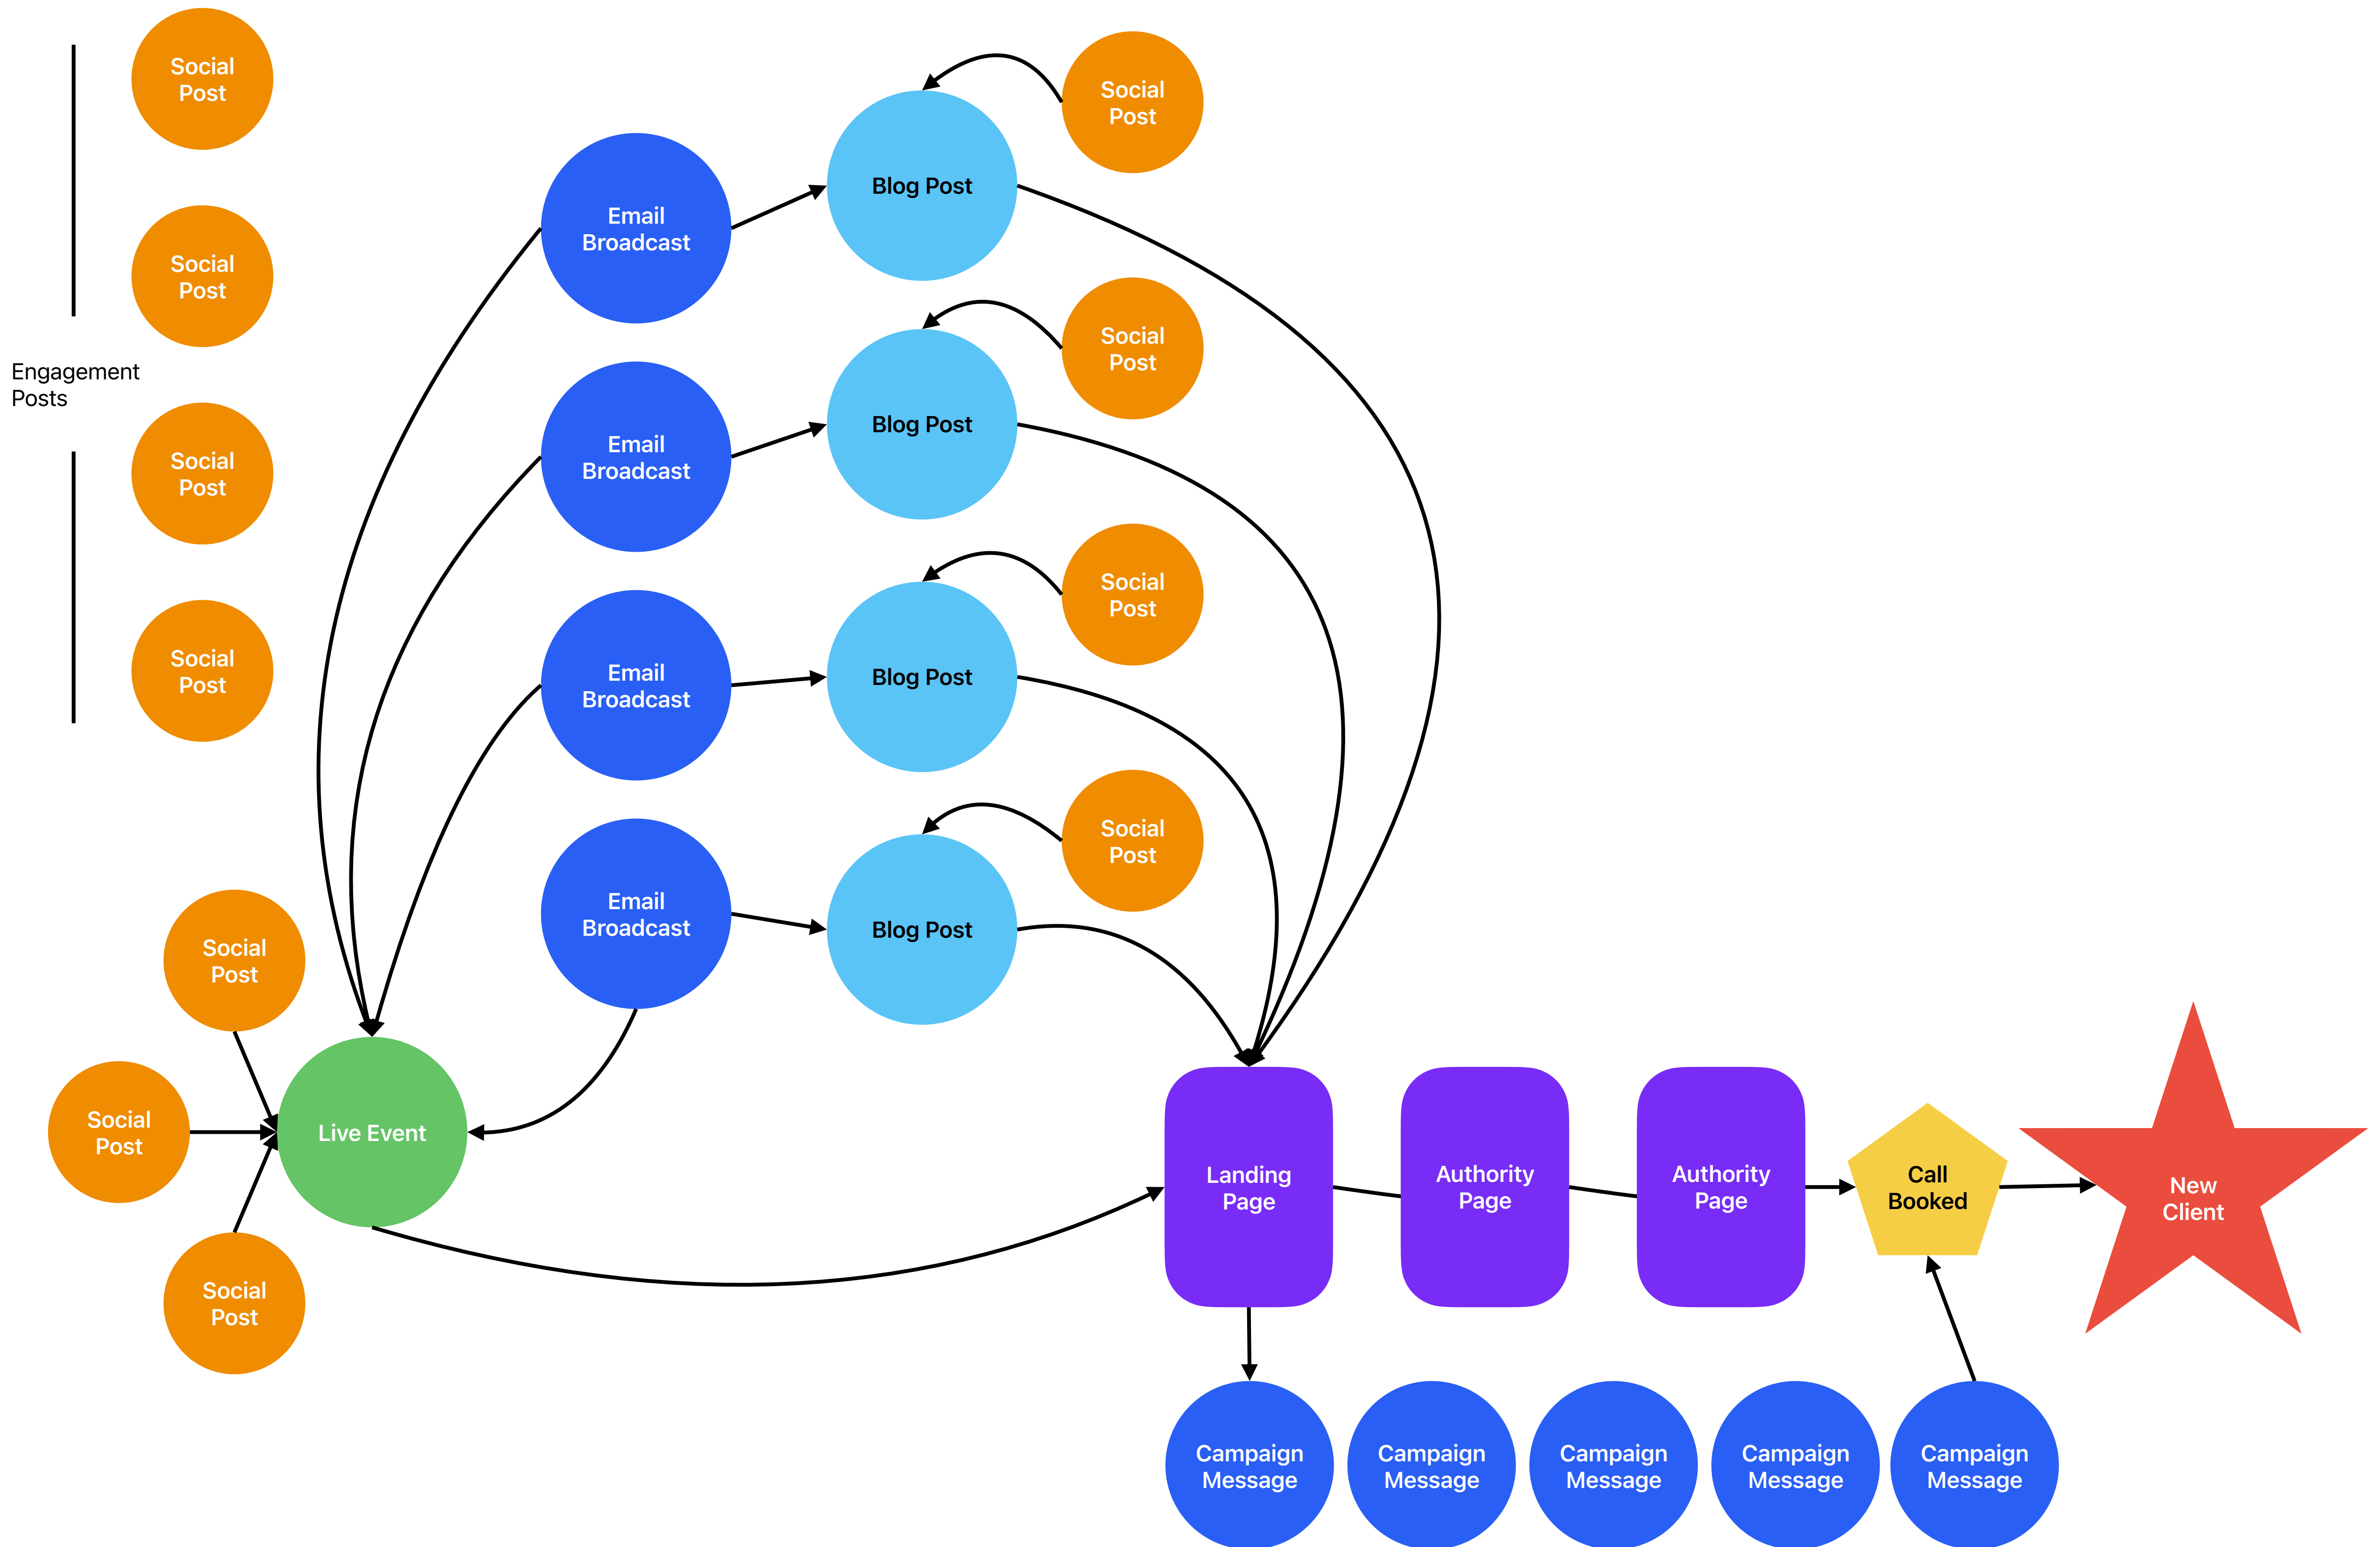 Social
Post
Social
Post
Engagement
Posts
Social
Post
Social
Post
Email
Broadcast
Blog Post
Social
Post
Email
Broadcast
Blog Post
Social
Post
Email
Broadcast
Blog Post
Social
Post
Email
Broadcast
Blog Post
Social
Post
Social
Post
Social
Post
Social
Post
Live Event
Landing
Page
Authority
Page
Authority
Page
Call
Booked
New
Client
Campaign
Message
Campaign
Message
Campaign
Message
Campaign
Message
Campaign
Message